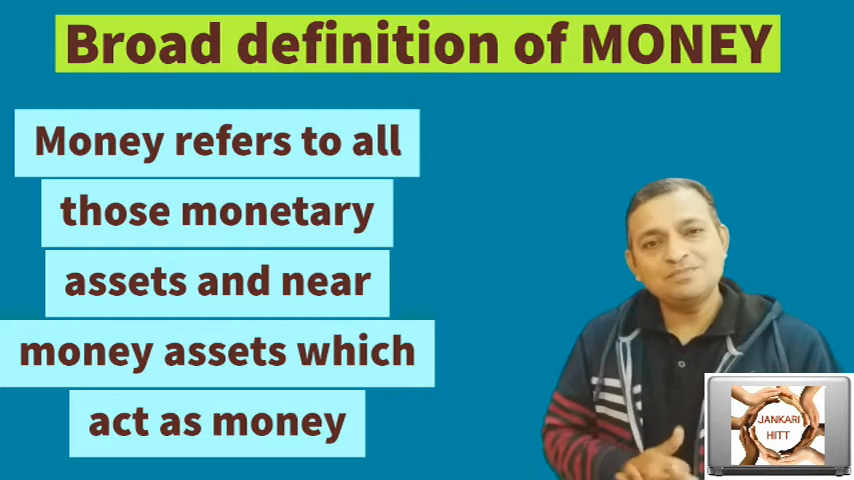 Broad definition of MONEY
Money refers to all
those monetary
assets and near
money assets which
act as money
JANKARI
HITT